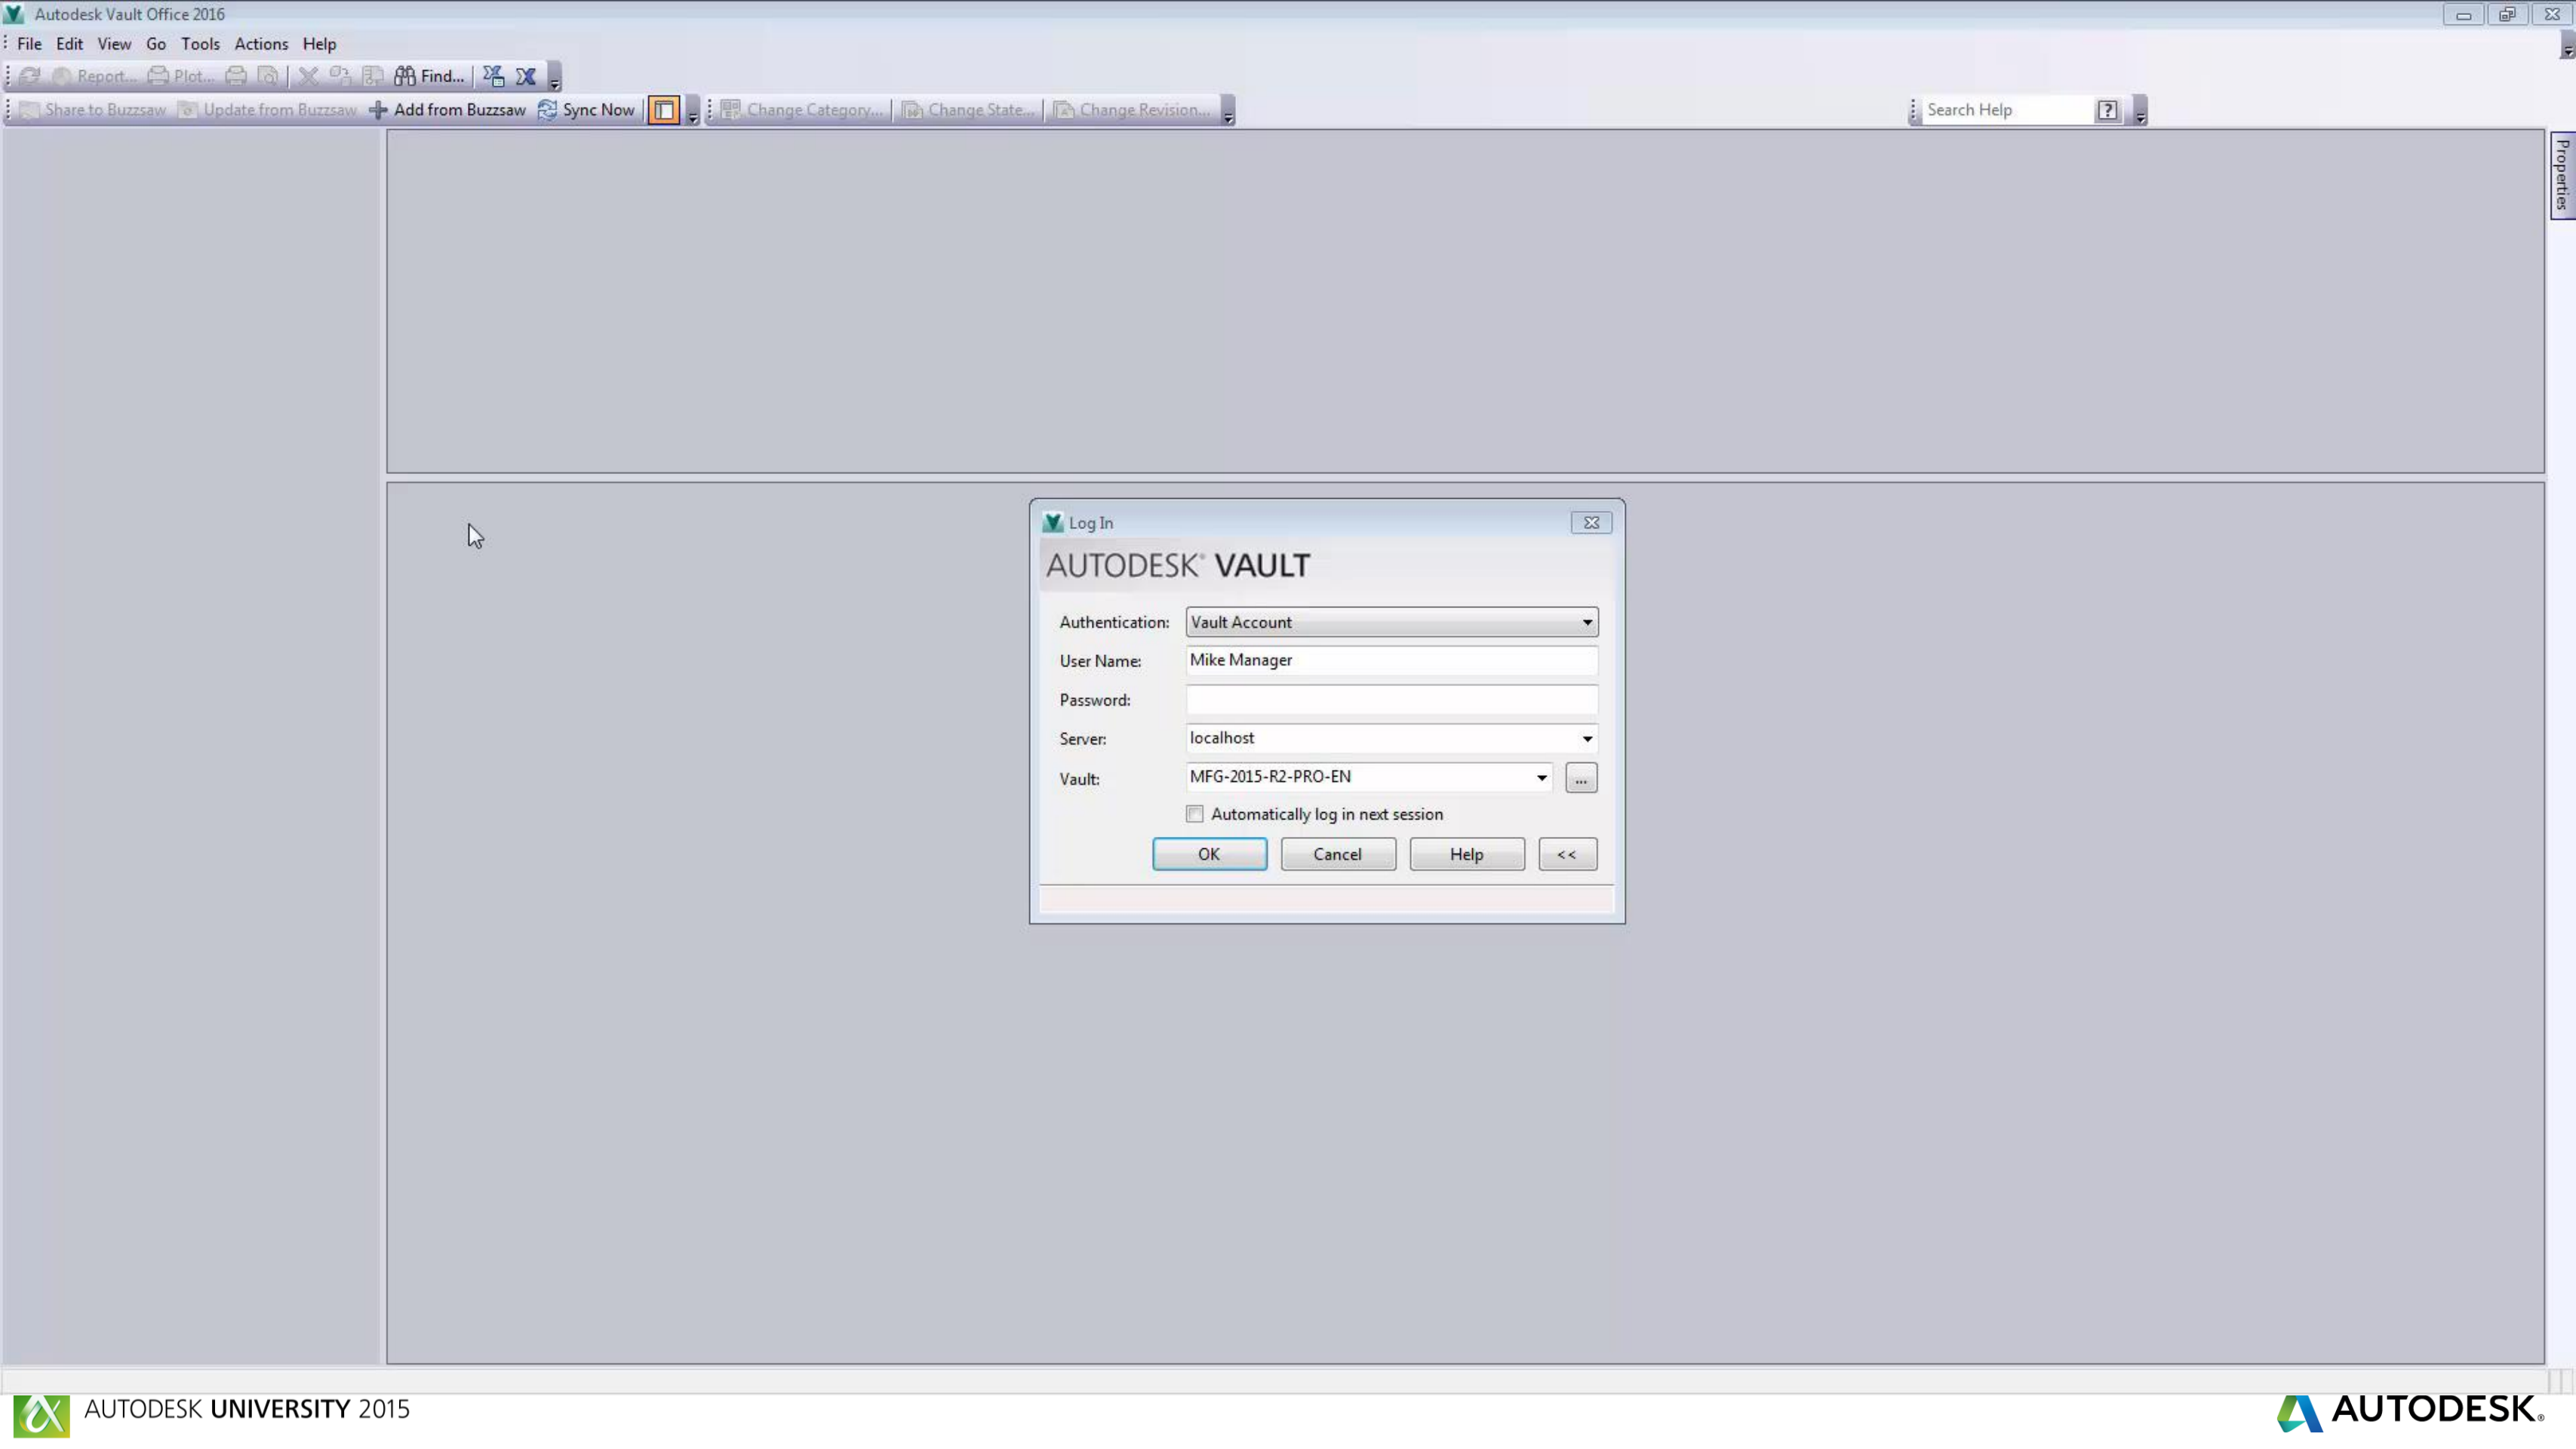 Autodesk Vault Office 2016
File Edit View Go Tools Actions Help
Report... Plot... Find...
Share to Buzzsaw Update from Buzzsaw Add from Buzzsaw Sync Now Change Category... Change State... Change Revision... Search Help ?
Properties
Log In
AUTODESK® VAULT
Authentication: Vault Account
User Name: Mike Manager
Password:
Server: localhost
Vault: MFG-2015-R2-PRO-EN ...
Automatically log in next session
OK Cancel Help <<
AUTODESK UNIVERSITY 2015
AUTODESK®